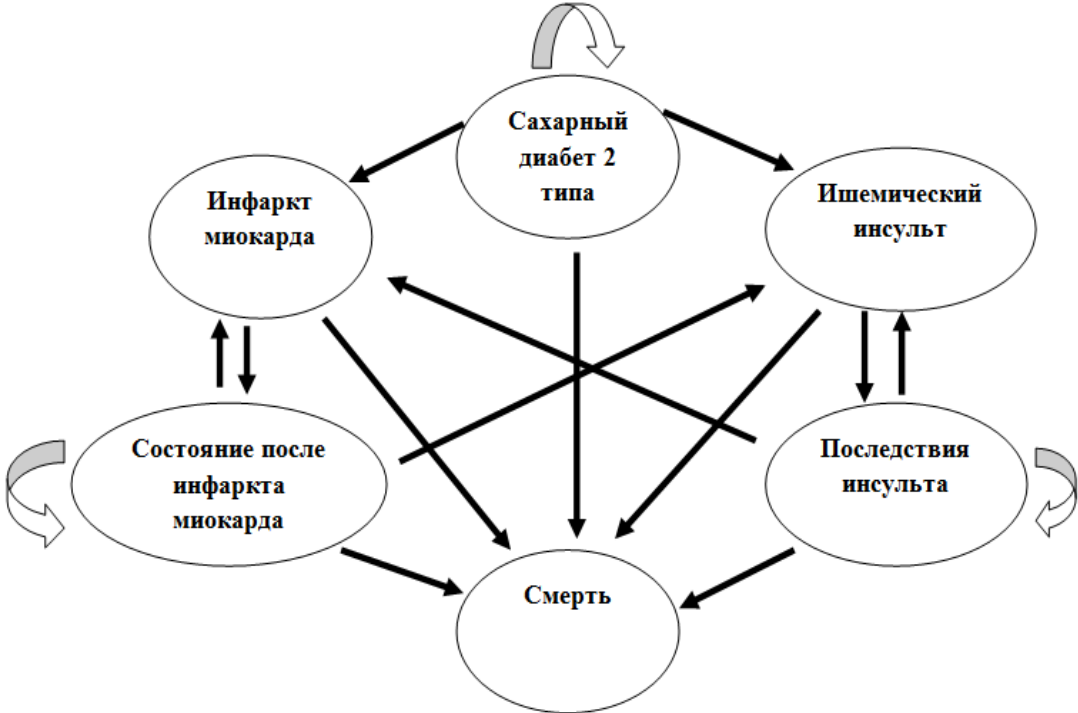 Сахарный
диабет 2
типа
Инфаркт
миокарда
Ишемический
инсульт
Состояние после
инфаркта
миокарда
Последствия
инсульта
Смерть